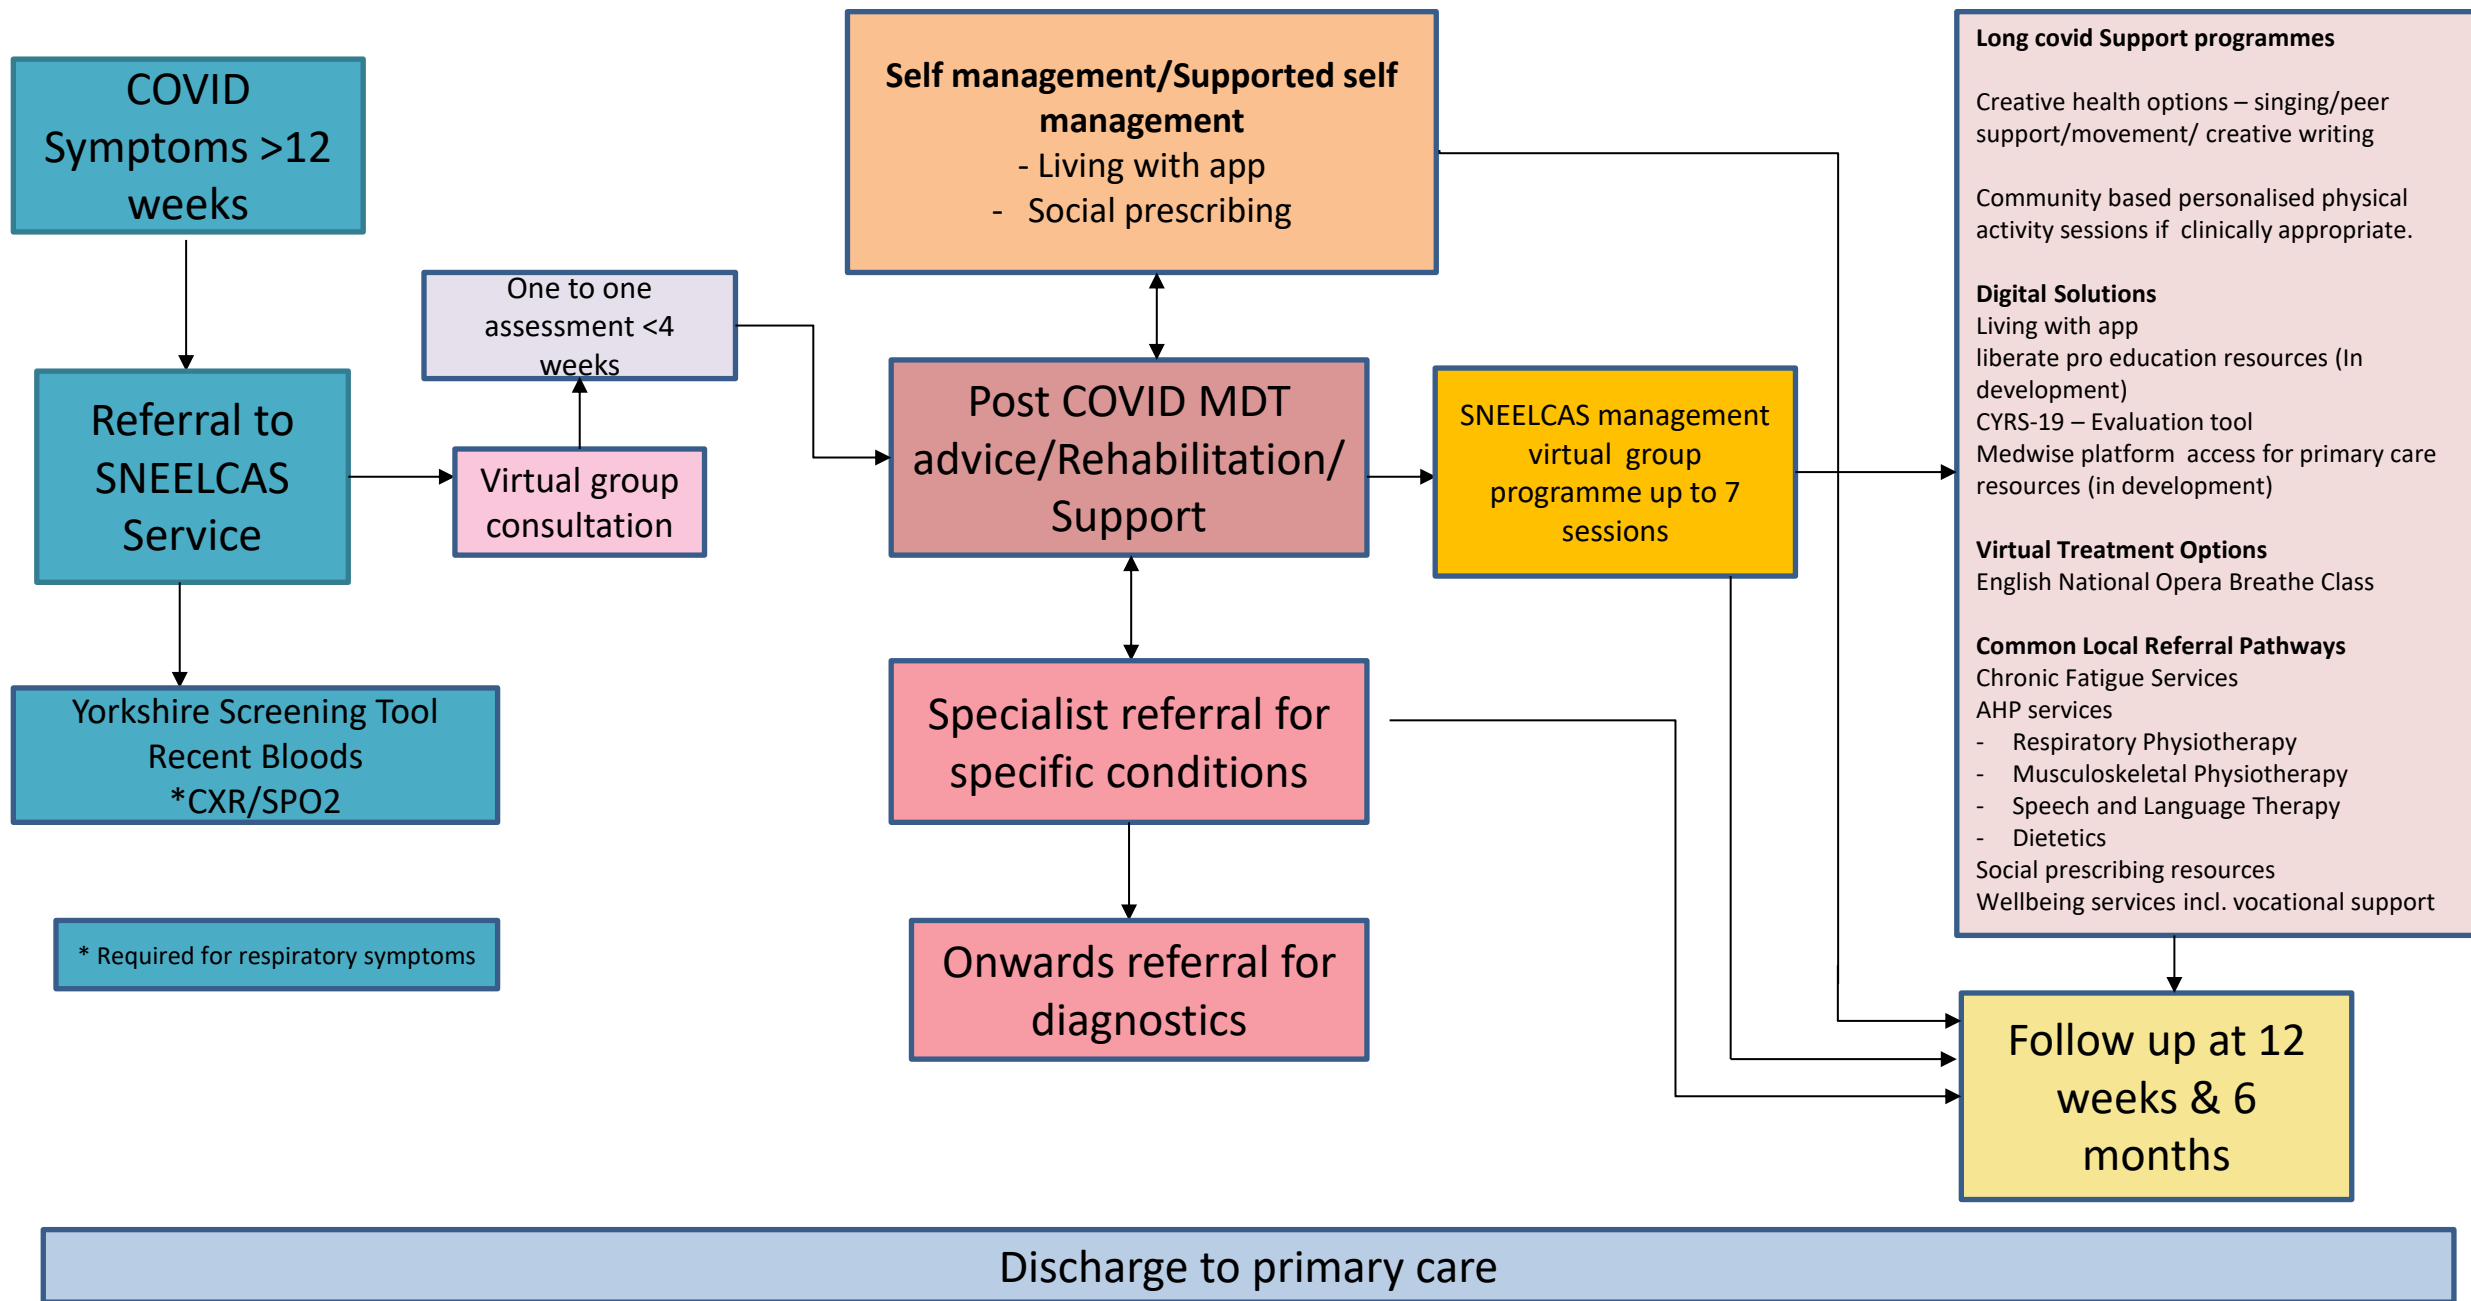 COVID
Symptoms >12
weeks
Referral to
SNEELCAS
Service
Yorkshire Screening Tool
Recent Bloods
*CXR/SPO2
* Required for respiratory symptoms
One to one
assessment <4
weeks
Virtual group
consultation
Self management/Supported self
management
- Living with app
- Social prescribing
Post COVID MDT
advice/Rehabilitation/
Support
Specialist referral for
specific conditions
Onwards referral for
diagnostics
SNEELCAS management
virtual group
programme up to 7
sessions
Long covid Support programmes
Creative health options – singing/peer
support/movement/ creative writing
Community based personalised physical
activity sessions if clinically appropriate.
Digital Solutions
Living with app
liberate pro education resources (In
development)
CYRS-19 – Evaluation tool
Medwise platform access for primary care
resources (in development)
Virtual Treatment Options
English National Opera Breathe Class
Common Local Referral Pathways
Chronic Fatigue Services
AHP services
- Respiratory Physiotherapy
- Musculoskeletal Physiotherapy
- Speech and Language Therapy
- Dietetics
Social prescribing resources
Wellbeing services incl. vocational support
Follow up at 12
weeks & 6
months
Discharge to primary care